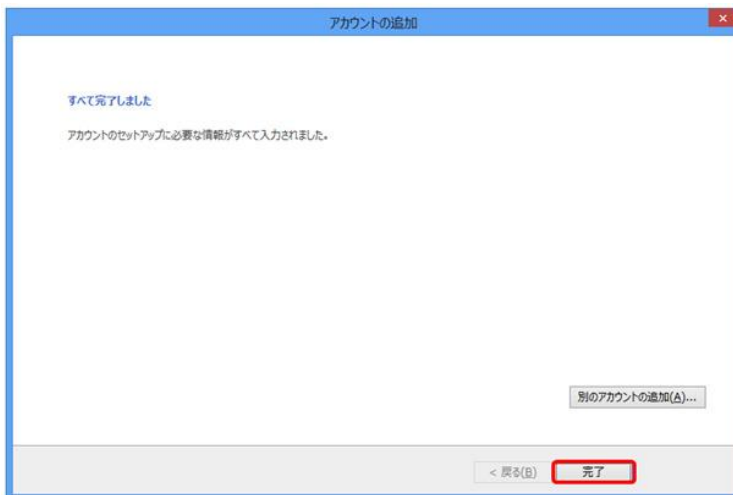 アカウントの追加
すべて完了しました
アカウントのセットアップに必要な情報がすべて入力されました。
別のアカウントの追加(A)...
< 戻る(B)
完了